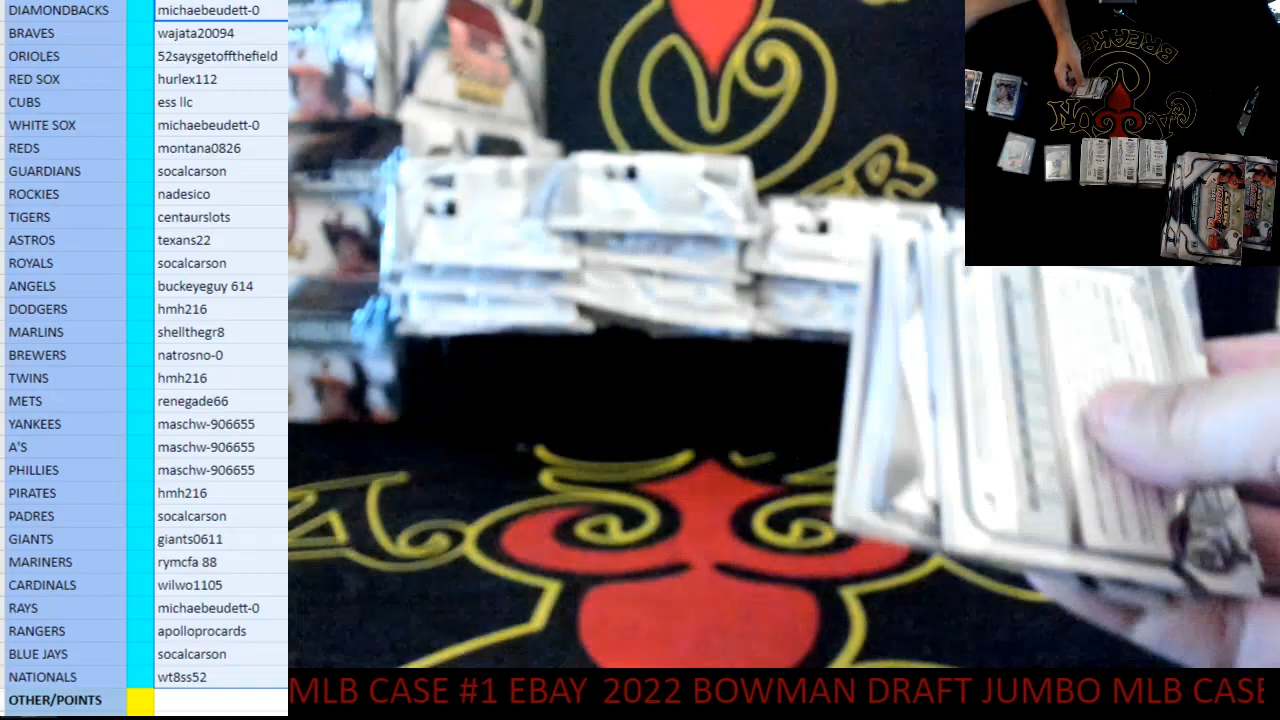 DIAMONDBACKS michaebeudett-0
BRAVES wajata20094
ORIOLES 52saysgetoffthefield
RED SOX hurlex112
CUBS ess llc
WHITE SOX michaebeudett-0
REDS montana0826
GUARDIANS socalcarson
ROCKIES nadesico
TIGERS centaurslots
ASTROS texans22
ROYALS socalcarson
ANGELS buckeyeguy 614
DODGERS hmh216
MARLINS shellthegr8
BREWERS natrosno-0
TWINS hmh216
METS renegade66
YANKEES maschw-906655
A'S maschw-906655
PHILLIES maschw-906655
PIRATES hmh216
PADRES socalcarson
GIANTS giants0611
MARINERS rymcfa 88
CARDINALS wilwo1105
RAYS michaebeudett-0
RANGERS apolloprocards
BLUE JAYS socalcarson
NATIONALS wt8ss52
OTHER/POINTS
MLB CASE #1 EBAY 2022 BOWMAN DRAFT JUMBO MLB CASE